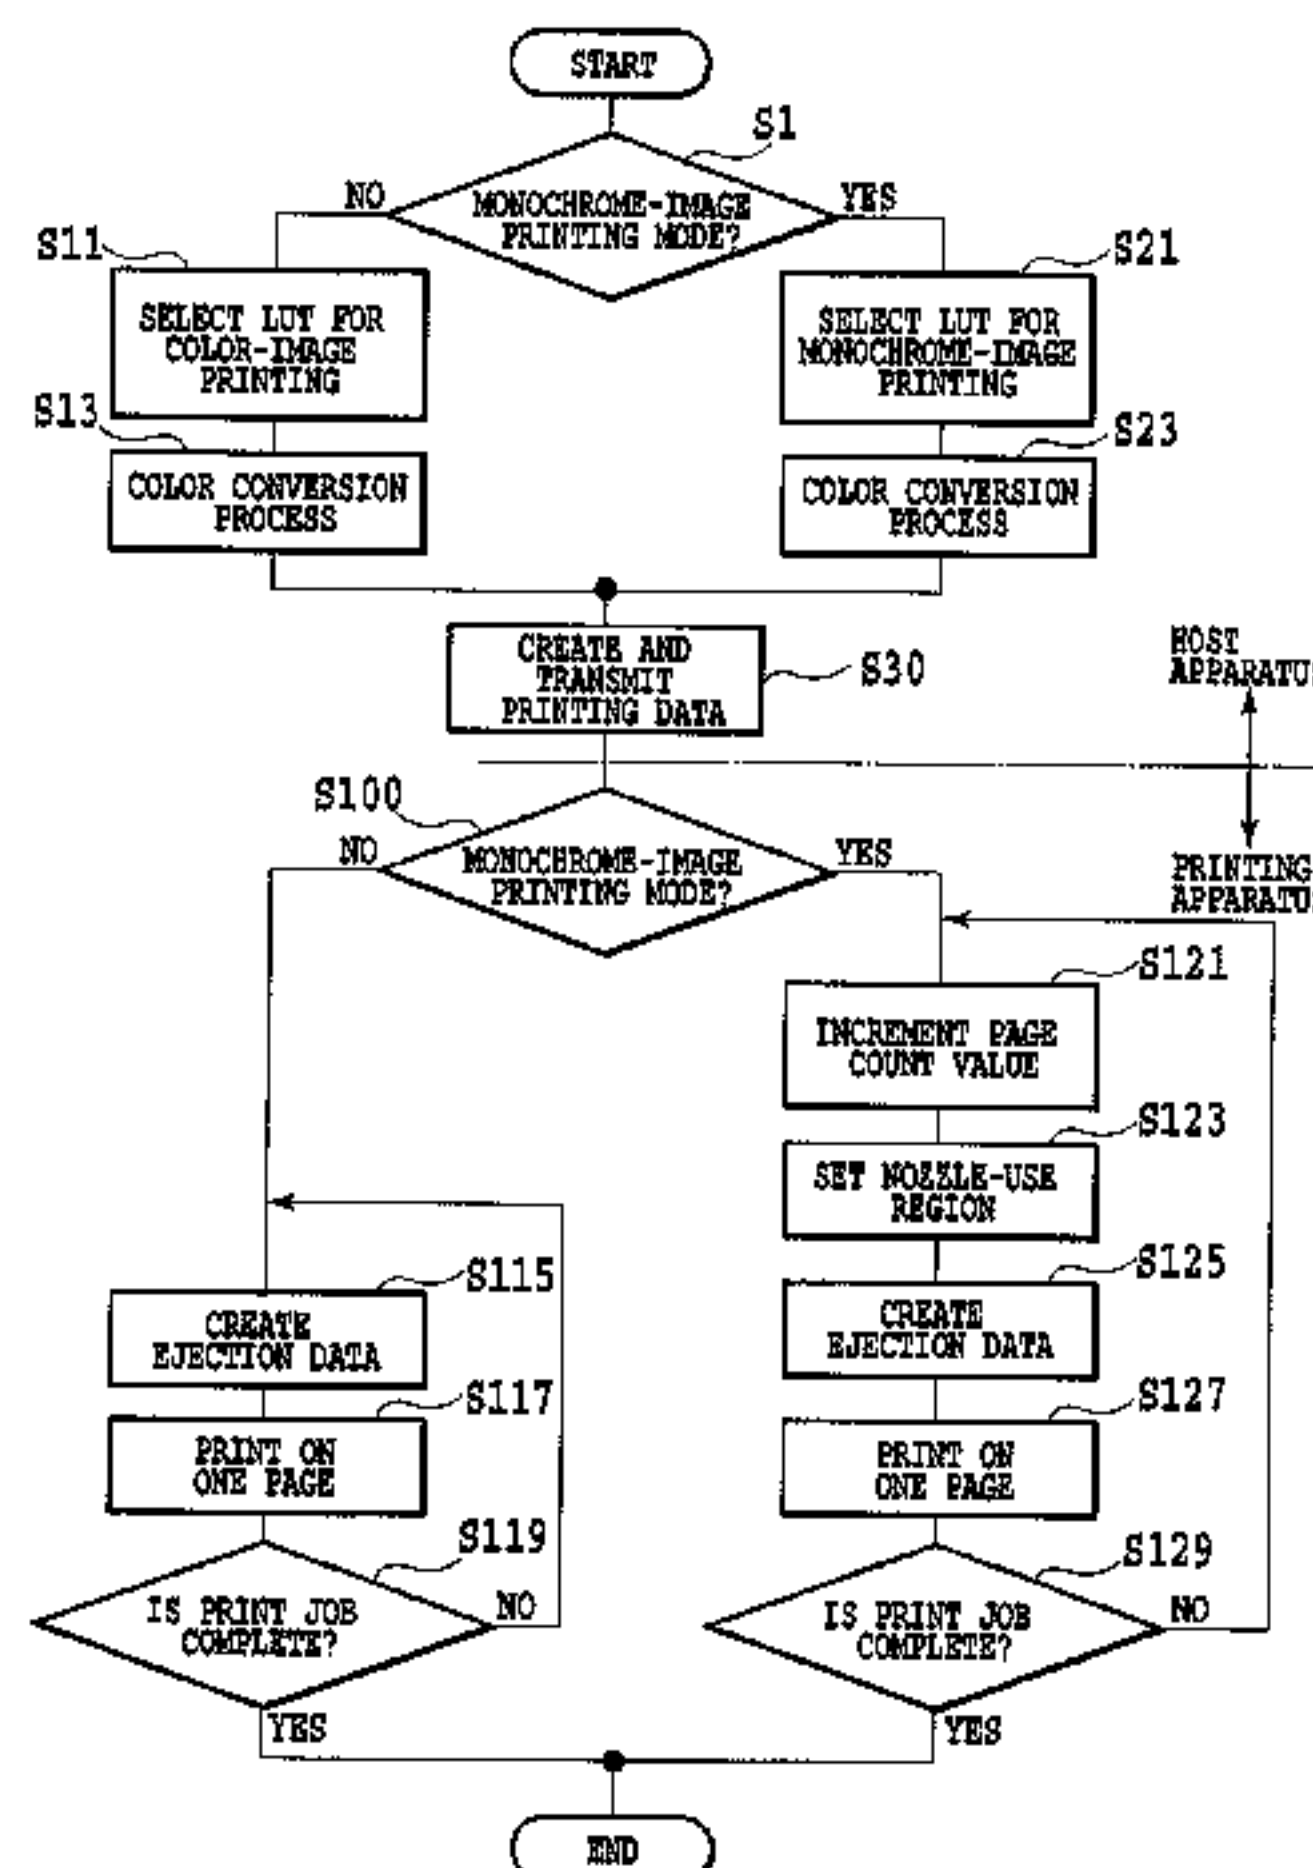 START
S1
NO
YES
MONOCHROME-IMAGE
PRINTING MODE?
S11
S21
SELECT LUT FOR
COLOR-IMAGE
PRINTING
SELECT LUT FOR
MONOCHROME-IMAGE
PRINTING
S13
S23
COLOR CONVERSION
PROCESS
COLOR CONVERSION
PROCESS
CREATE AND
TRANSMIT
PRINTING DATA
S30
HOST
APPARATU
S100
NO
YES
MONOCHROME-IMAGE
PRINTING MODE?
PRINTING
APPARATU
S121
INCREMENT PAGE
COUNT VALUE
S123
SET NOZZLE-USE
REGION
S115
S125
CREATE
EJECTION DATA
CREATE
EJECTION DATA
S117
S127
PRINT ON
ONE PAGE
PRINT ON
ONE PAGE
S119
S129
IS PRINT JOB
COMPLETE?
NO
IS PRINT JOB
COMPLETE?
NO
YES
YES
END